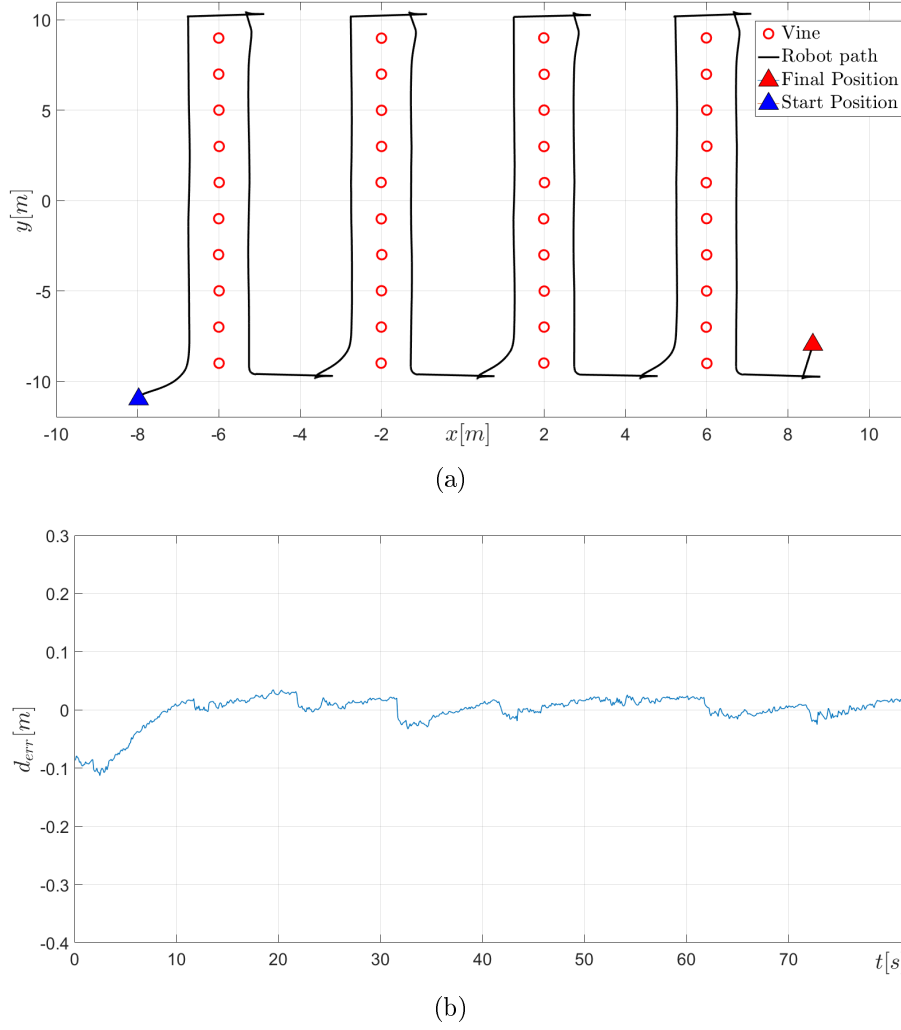 10
5
0
-5
-10
y[m]
Vine
Robot path
Final Position
Start Position
-10 -8 -6 -4 -2 x[m] 2 4 6 8 10
(a)
0.3
0.2
0.1
0
-0.1
-0.2
-0.3
-0.4
d_err[m]
0 10 20 30 40 50 60 70 t[s
(b)